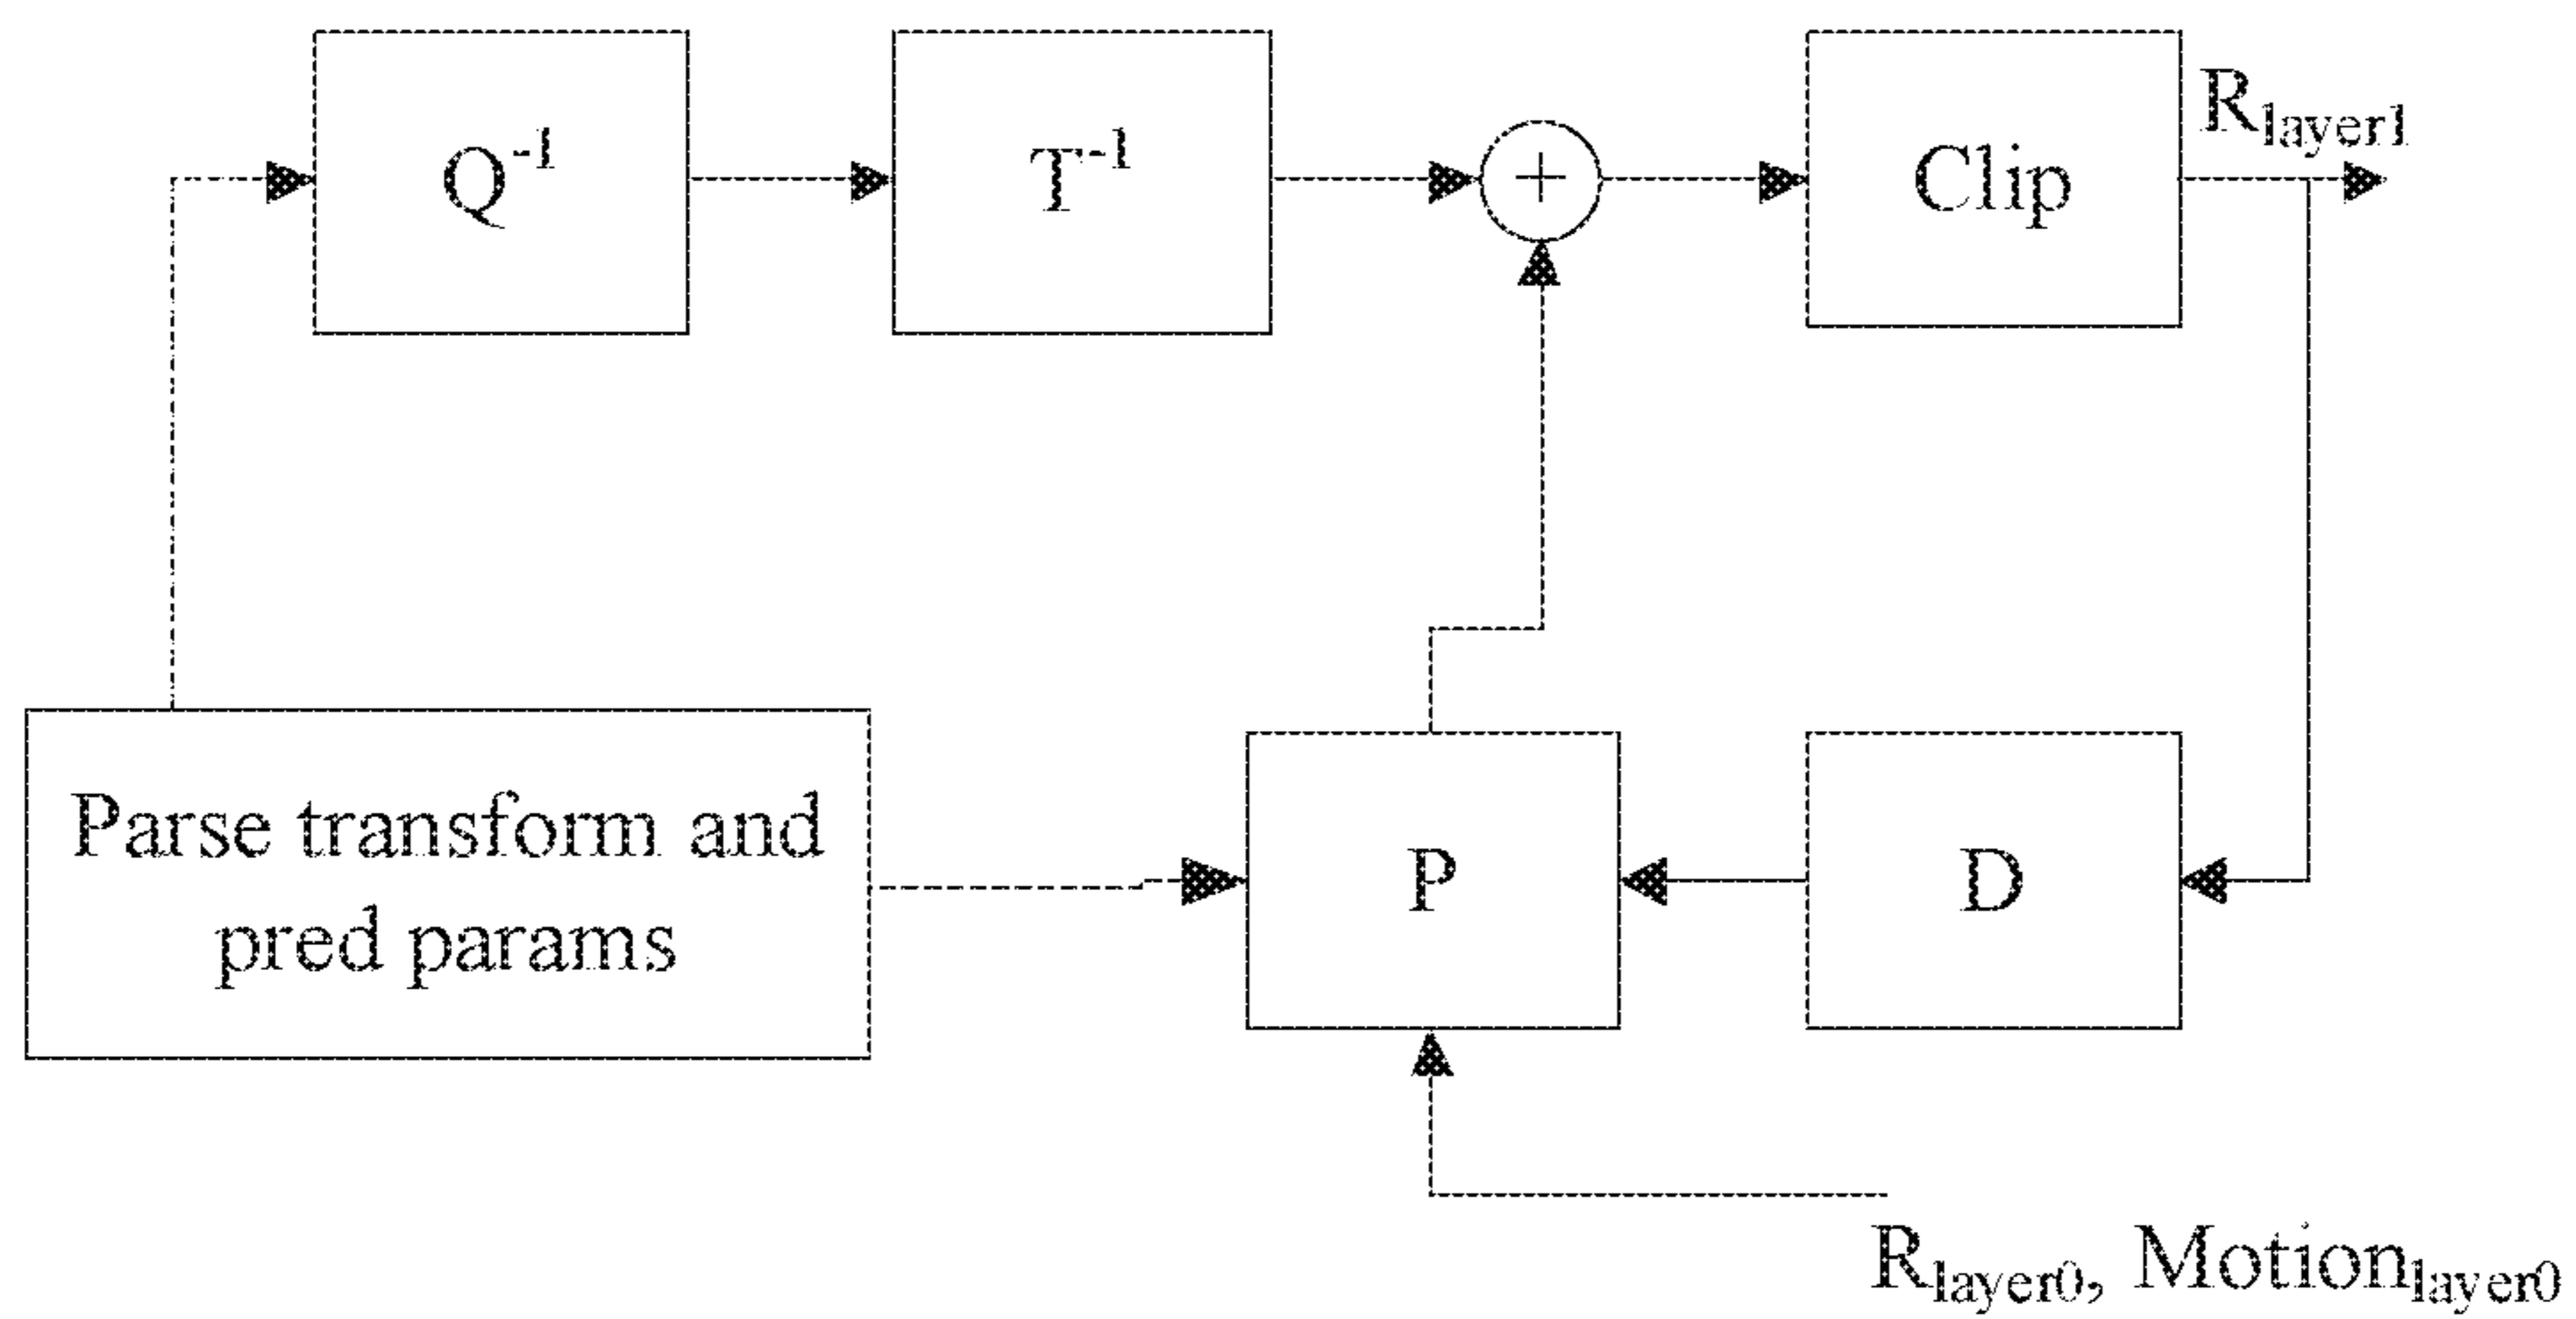 Q⁻¹
T⁻¹
+
Clip
Rlayer1
Parse transform and
pred params
P
D
Rlayer0, Motionlayer0